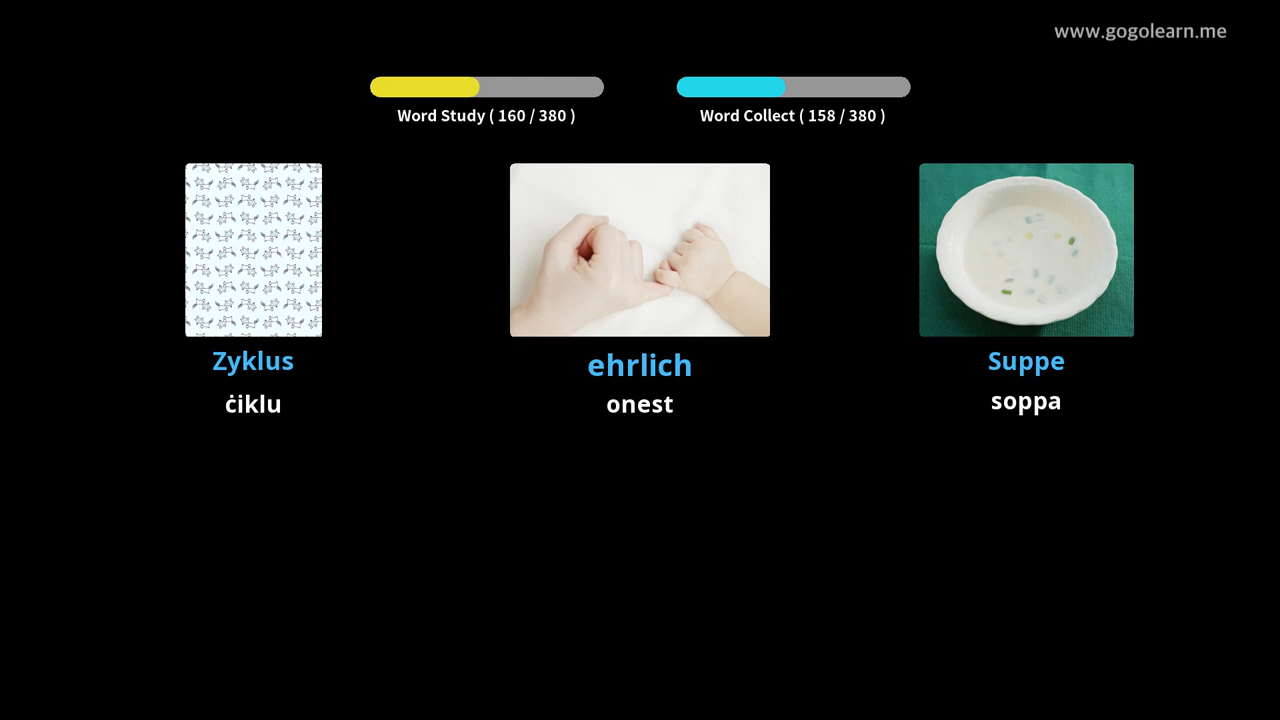 www.gogolearn.me
Word Study ( 160 / 380 )
Word Collect ( 158 / 380 )
Zyklus
ċiklu
ehrlich
onest
Suppe
soppa